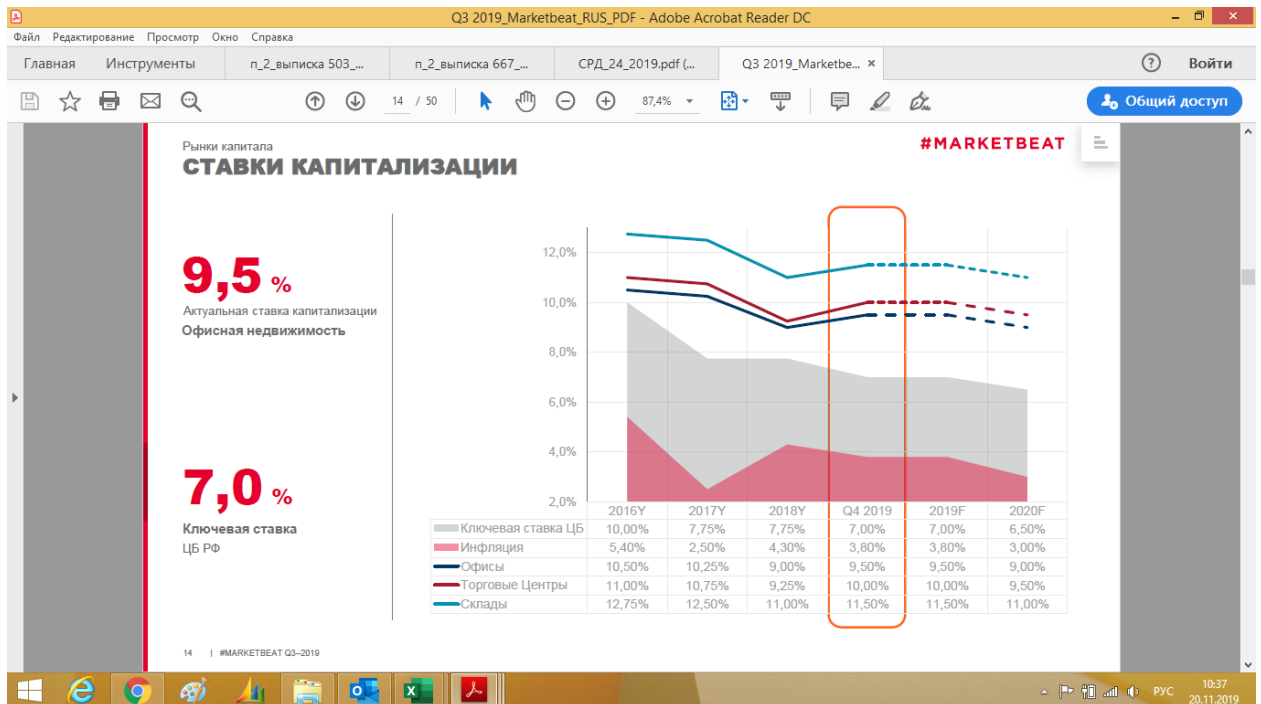 Q3 2019_Marketbeat_RUS_PDF - Adobe Acrobat Reader DC
Файл Редактирование Просмотр Окно Справка
Главная Инструменты п_2_выписка 503_... п_2_выписка 667_... СРД_24_2019.pdf (... Q3 2019_Marketbe... × ? Войти
14 / 50 87,4% Общий доступ
Рынки капитала
СТАВКИ КАПИТАЛИЗАЦИИ
#MARKETBEAT
9,5 %
Актуальная ставка капитализации
Офисная недвижимость
7,0 %
Ключевая ставка
ЦБ РФ
12,0%
10,0%
8,0%
6,0%
4,0%
2,0%
2016Y 2017Y 2018Y Q4 2019 2019F 2020F
Ключевая ставка ЦБ 10,00% 7,75% 7,75% 7,00% 7,00% 6,50%
Инфляция 5,40% 2,50% 4,30% 3,80% 3,80% 3,00%
Офисы 10,50% 10,25% 9,00% 9,50% 9,50% 9,00%
Торговые Центры 11,00% 10,75% 9,25% 10,00% 10,00% 9,50%
Склады 12,75% 12,50% 11,00% 11,50% 11,50% 11,00%
14 | #MARKETBEAT Q3–2019
РУС 10:37
20.11.2019